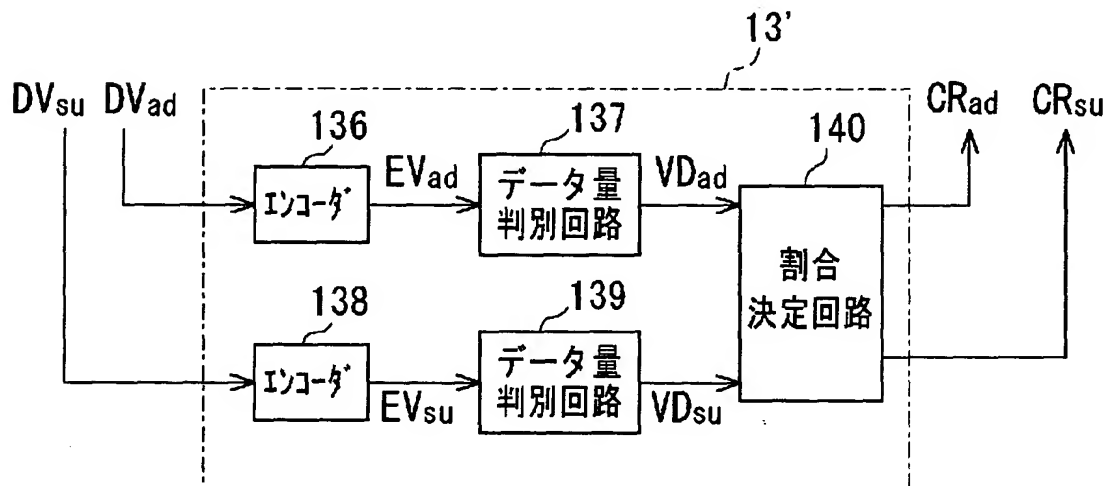 13'
DVsu DVad
CRad CRsu
136
137
140
EVad
VDad
エンコーダ
データ量
判別回路
割合
決定回路
138
139
エンコーダ
データ量
判別回路
EVsu
VDsu